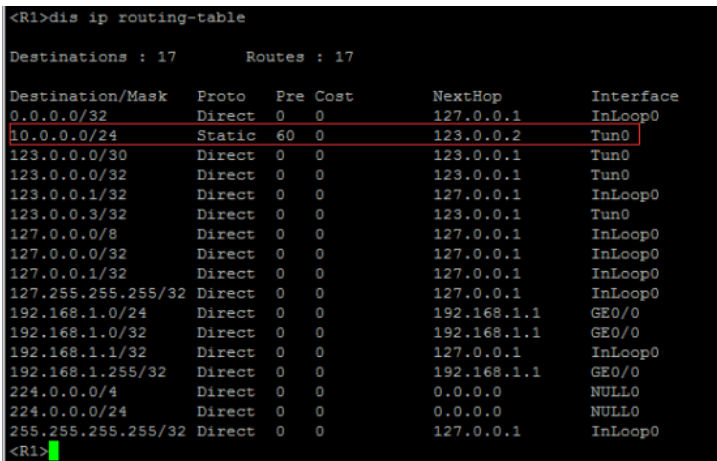 <R1>dis ip routing-table
Destinations : 17 Routes : 17
Destination/Mask Proto Pre Cost NextHop Interface
0.0.0.0/32 Direct 0 0 127.0.0.1 InLoop0
10.0.0.0/24 Static 60 0 123.0.0.2 Tun0
123.0.0.0/30 Direct 0 0 123.0.0.1 Tun0
123.0.0.0/32 Direct 0 0 123.0.0.1 Tun0
123.0.0.1/32 Direct 0 0 127.0.0.1 InLoop0
123.0.0.3/32 Direct 0 0 123.0.0.1 Tun0
127.0.0.0/8 Direct 0 0 127.0.0.1 InLoop0
127.0.0.0/32 Direct 0 0 127.0.0.1 InLoop0
127.0.0.1/32 Direct 0 0 127.0.0.1 InLoop0
127.255.255.255/32 Direct 0 0 127.0.0.1 InLoop0
192.168.1.0/24 Direct 0 0 192.168.1.1 GE0/0
192.168.1.0/32 Direct 0 0 192.168.1.1 GE0/0
192.168.1.1/32 Direct 0 0 127.0.0.1 InLoop0
192.168.1.255/32 Direct 0 0 192.168.1.1 GE0/0
224.0.0.0/4 Direct 0 0 0.0.0.0 NULL0
224.0.0.0/24 Direct 0 0 0.0.0.0 NULL0
255.255.255.255/32 Direct 0 0 127.0.0.1 InLoop0
<R1>